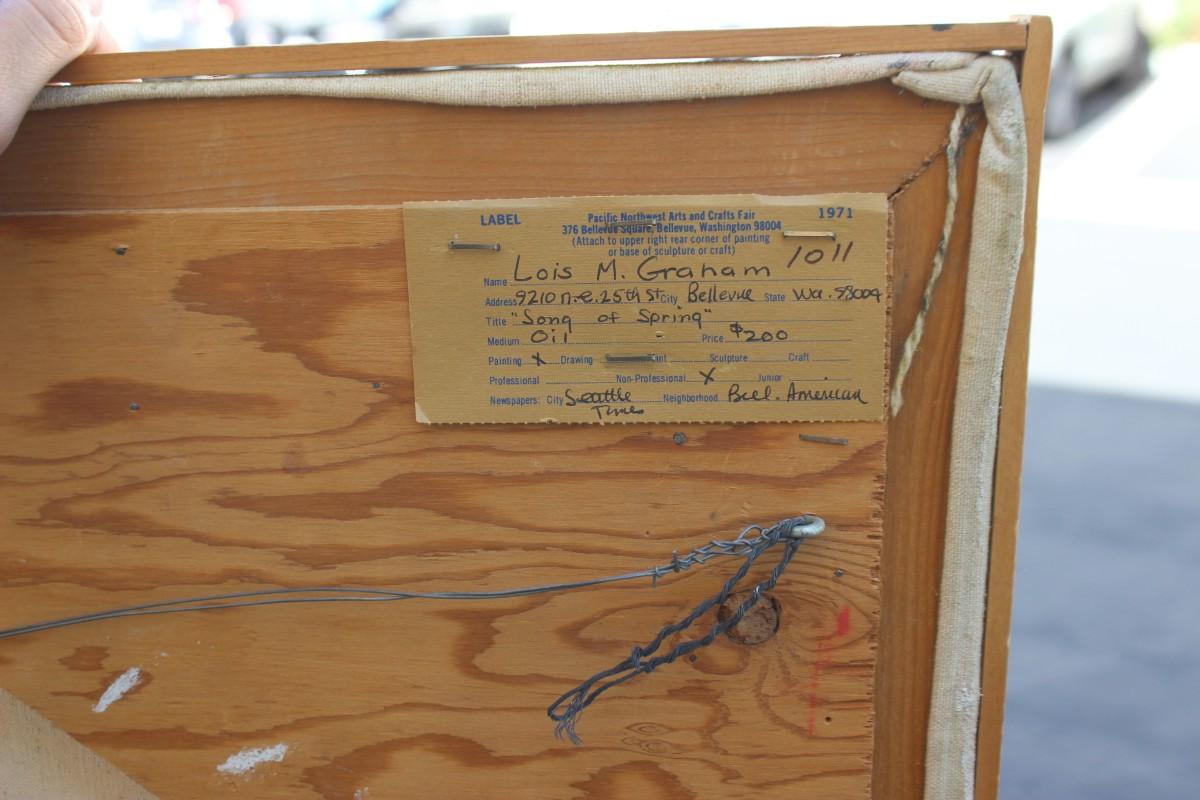 LABEL Pacific Northwest Arts and Crafts Fair 1971
376 Bellevue Square, Bellevue, Washington 98004
(Attach to upper right rear corner of painting
or base of sculpture or craft)
1011
Name Lois M. Graham
Address 9210 n.e. 25th St City Bellevue State Wa. 98004
Title "Song of Spring"
Medium Oil Price $200
Painting X Drawing Sculpture Craft
Professional Non-Professional X Junior
Newspapers: City Seattle Times Neighborhood Bell. American